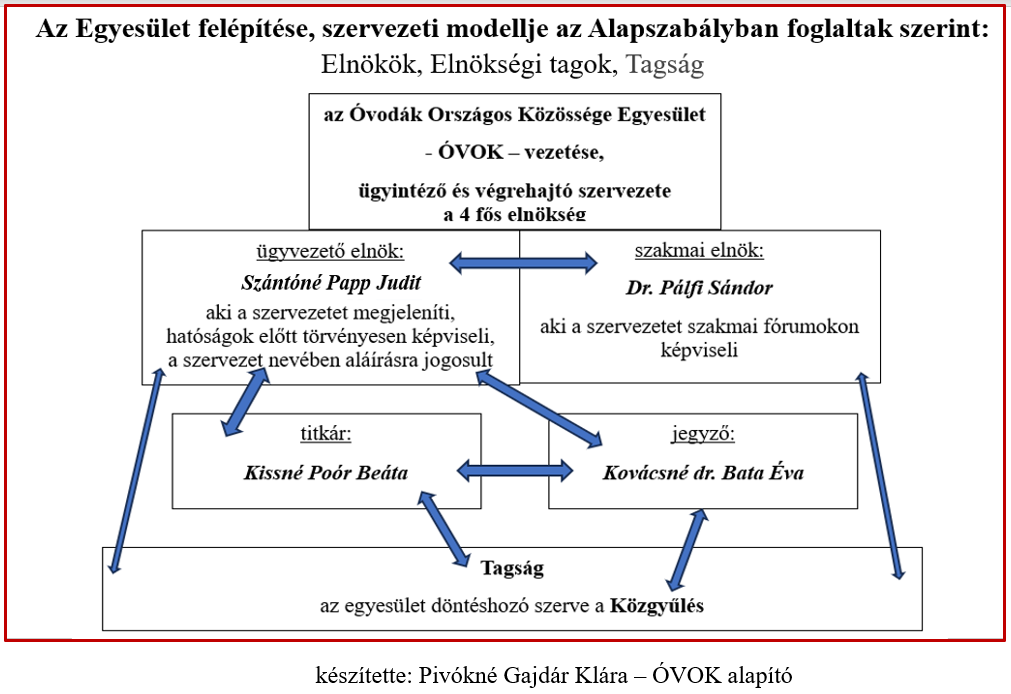 Az Egyesület felépítése, szervezeti modellje az Alapszabályban foglaltak szerint:
Elnökök, Elnökségi tagok, Tagság
az Óvodák Országos Közössége Egyesület
- ÓVOK – vezetése,
ügyintéző és végrehajtó szervezete
a 4 fős elnökség
ügyvezető elnök:
Szántóné Papp Judit
aki a szervezetet megjeleníti,
hatóságok előtt törvényesen képviseli,
a szervezet nevében aláírásra jogosult
szakmai elnök:
Dr. Pálfi Sándor
aki a szervezetet szakmai fórumokon
képviseli
titkár:
Kissné Poór Beáta
jegyző:
Kovácsné dr. Bata Éva
Tagság
az egyesület döntéshozó szerve a Közgyűlés
készítette: Pivókné Gajdár Klára – ÓVOK alapító